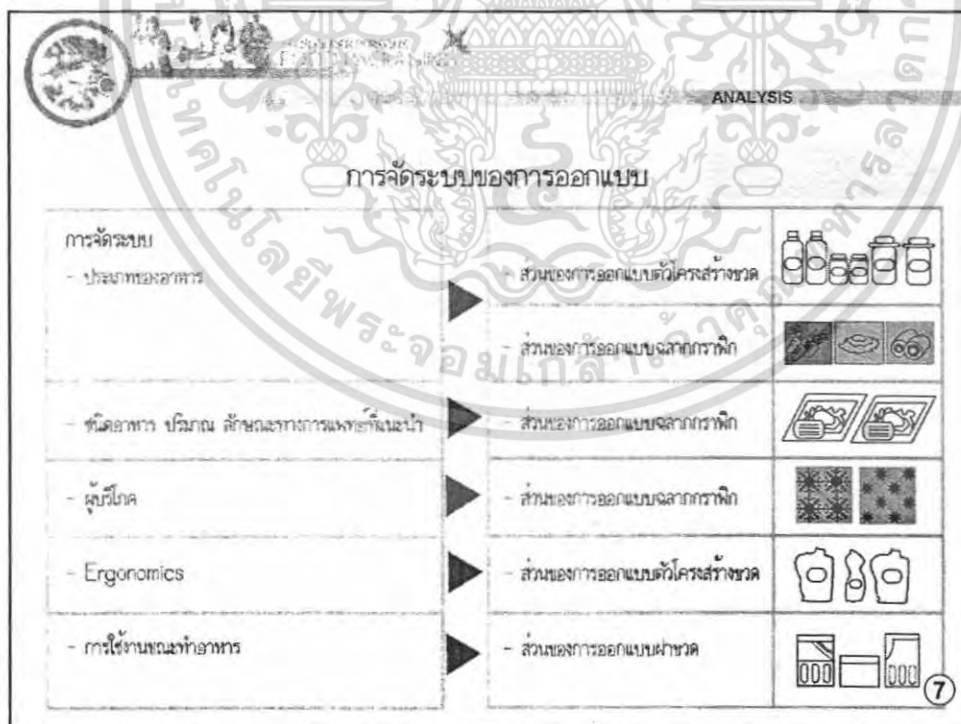 ANALYSIS
การจัดระบบของการออกแบบ
การจัดระบบ
- ประเภทของอาหาร
- ส่วนของการออกแบบตัวโครงสร้างขวด
- ส่วนของการออกแบบฉลากกราฟิก
- ชนิดอาหาร ปริมาณ ลักษณะทางการแพทย์ที่แนะนำ
- ส่วนของการออกแบบฉลากกราฟิก
- ผู้บริโภค
- ส่วนของการออกแบบฉลากกราฟิก
- Ergonomics
- ส่วนของการออกแบบตัวโครงสร้างขวด
- การใช้งานขณะทำอาหาร
- ส่วนของการออกแบบฝาขวด
7